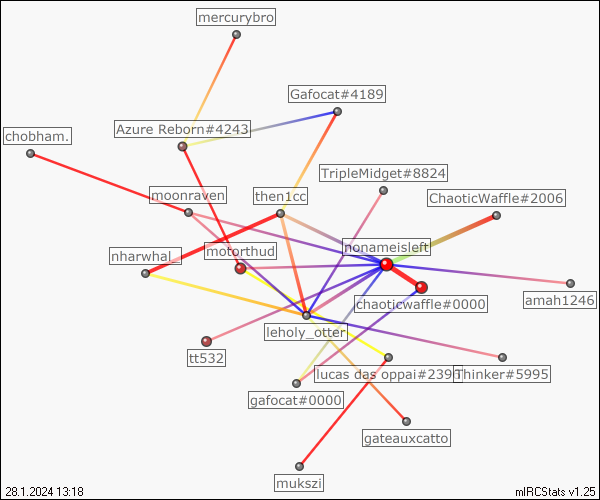 mercurybro
Gafocat#4189
Azure Reborn#4243
chobham.
TripleMidget#8824
moonraven
then1cc
ChaoticWaffle#2006
nonameisleft
motorthud
nharwhal_
amah1246
chaoticwaffle#0000
leholy_otter
tt532
lucas das oppai#239
Thinker#5995
gafocat#0000
gateauxcatto
mukszi
28.1.2024 13:18
mIRCStats v1.25